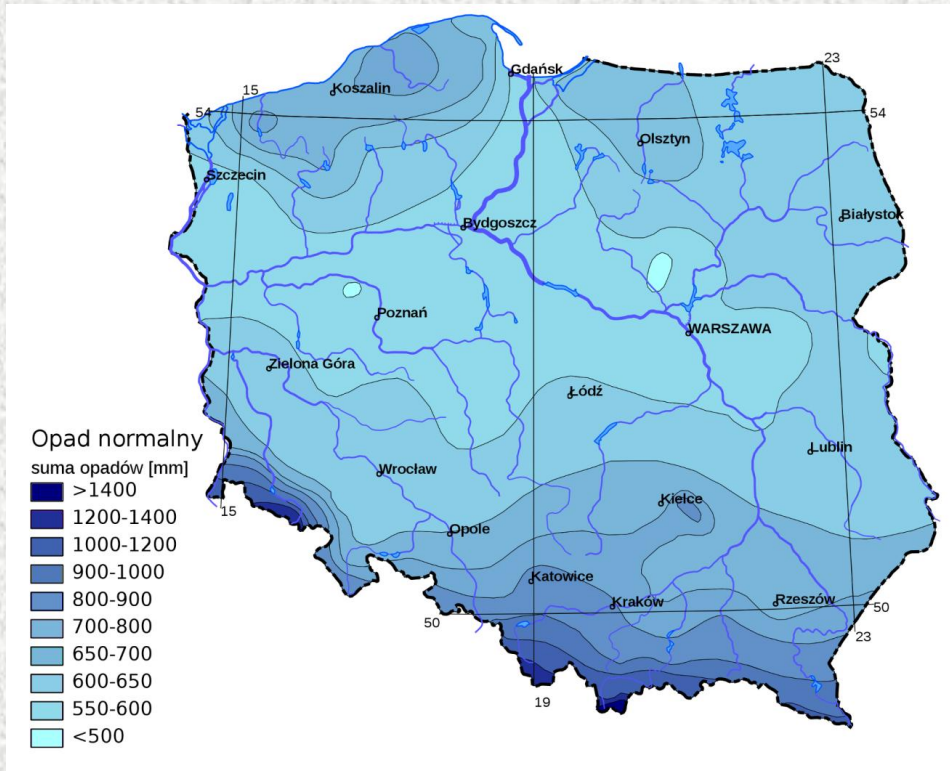 Gdańsk
23
15
Koszalin
54
54
Olsztyn
Szczecin
Białystok
Bydgoszcz
Poznań
WARSZAWA
Zielona Góra
Łódź
Opad normalny
suma opadów [mm]
>1400
1200-1400
1000-1200
900-1000
800-900
700-800
650-700
600-650
550-600
<500
Lublin
Wrocław
Kielce
15
Opole
Katowice
Kraków
Rzeszów
50
50
23
19